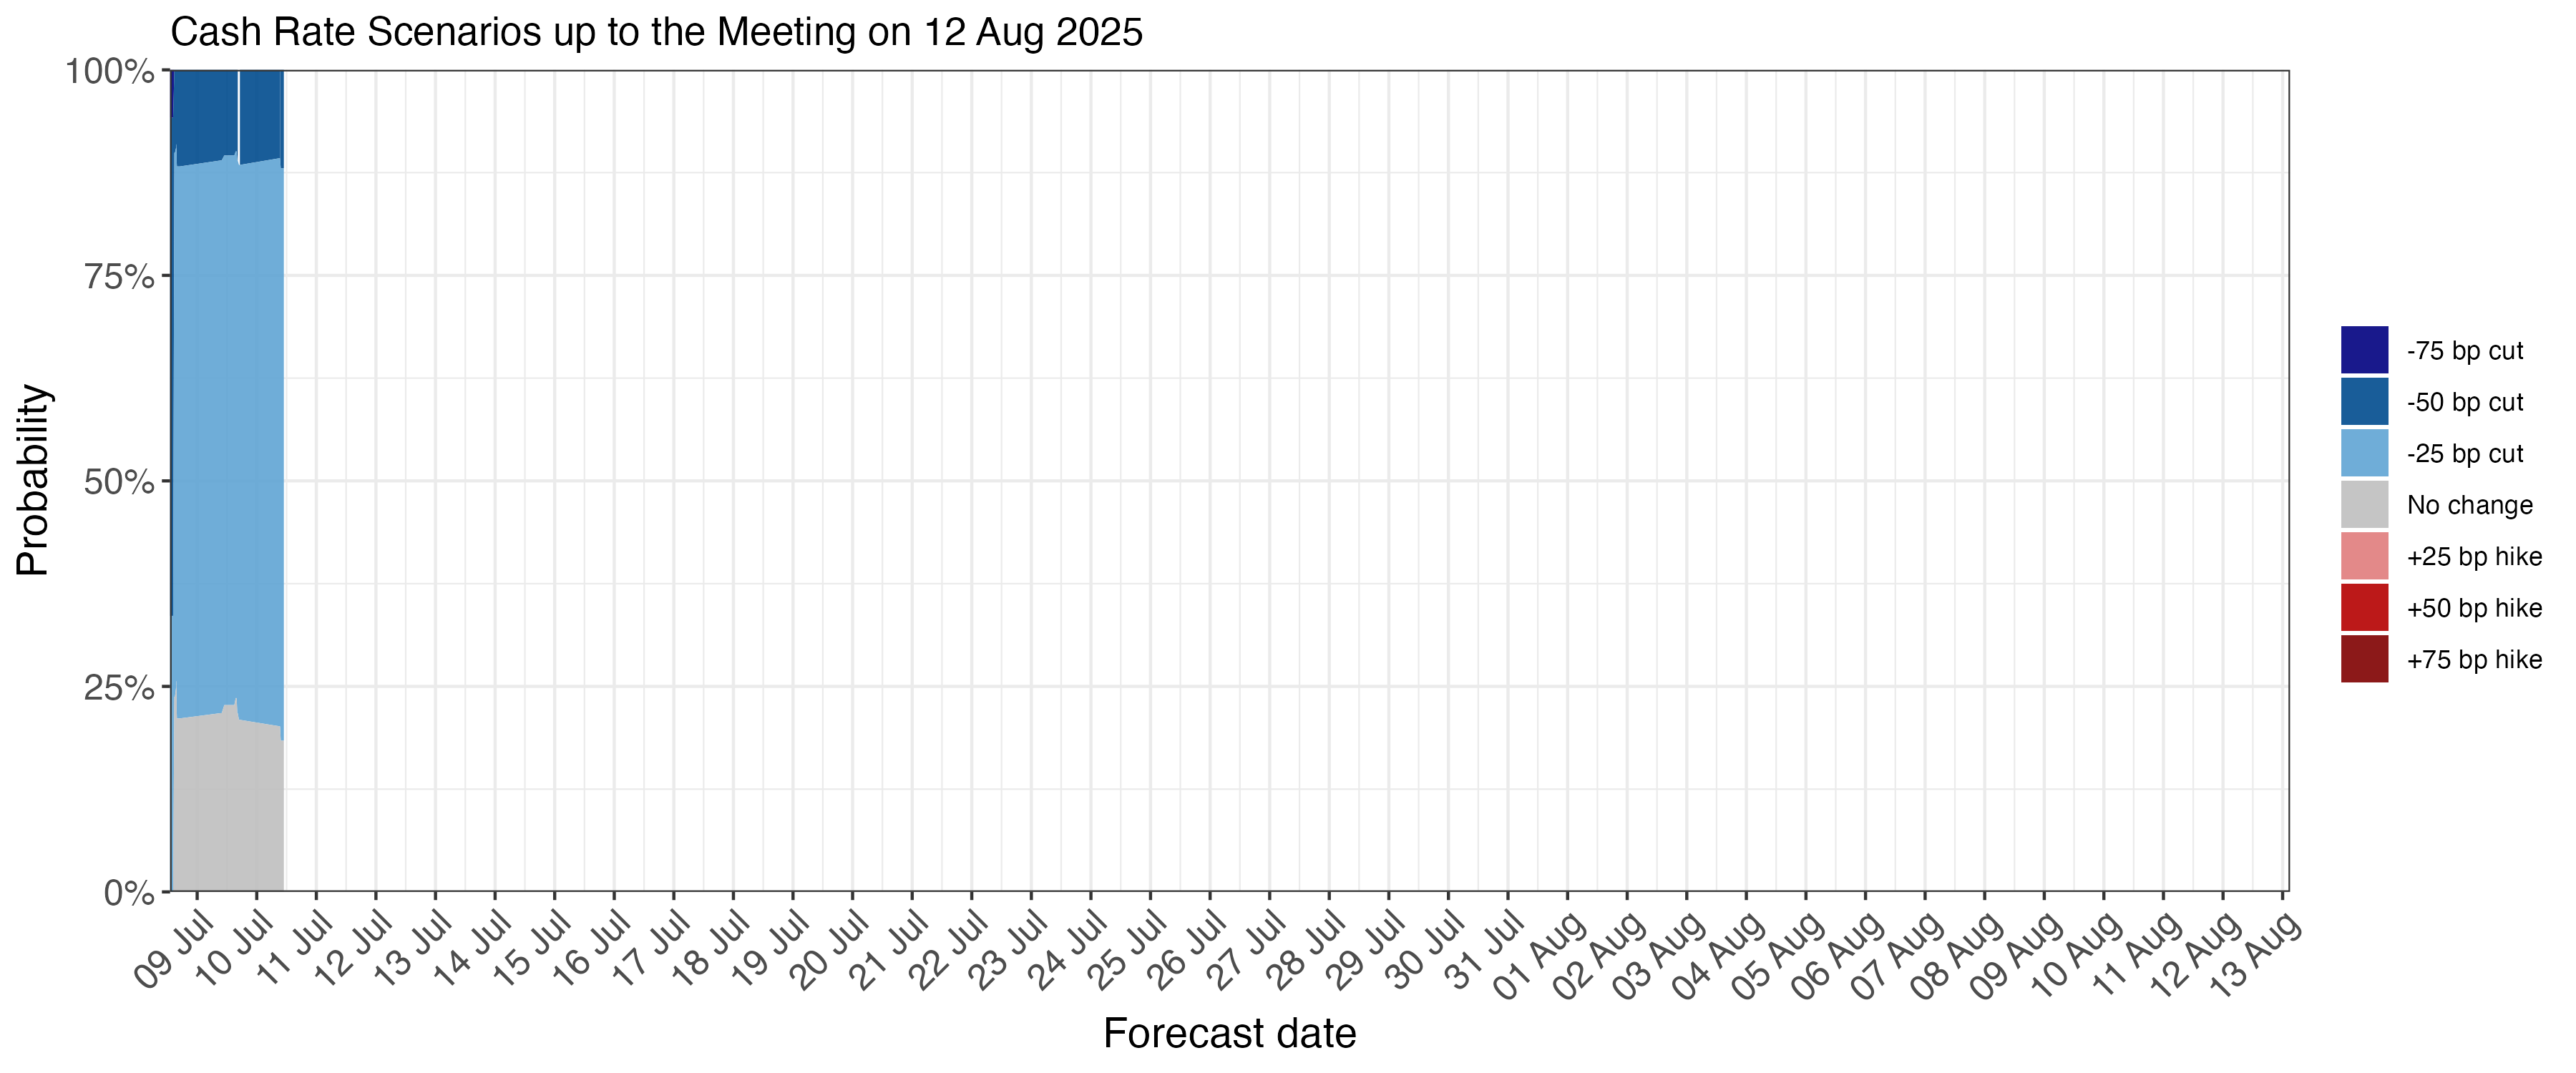 Cash Rate Scenarios up to the Meeting on 12 Aug 2025
100%
75%
50%
25%
0%
Probability
09 Jul
10 Jul
11 Jul
12 Jul
13 Jul
14 Jul
15 Jul
16 Jul
17 Jul
18 Jul
19 Jul
20 Jul
21 Jul
22 Jul
23 Jul
24 Jul
25 Jul
26 Jul
27 Jul
28 Jul
29 Jul
30 Jul
31 Jul
01 Aug
02 Aug
03 Aug
04 Aug
05 Aug
06 Aug
07 Aug
08 Aug
09 Aug
10 Aug
11 Aug
12 Aug
13 Aug
Forecast date
-75 bp cut
-50 bp cut
-25 bp cut
No change
+25 bp hike
+50 bp hike
+75 bp hike